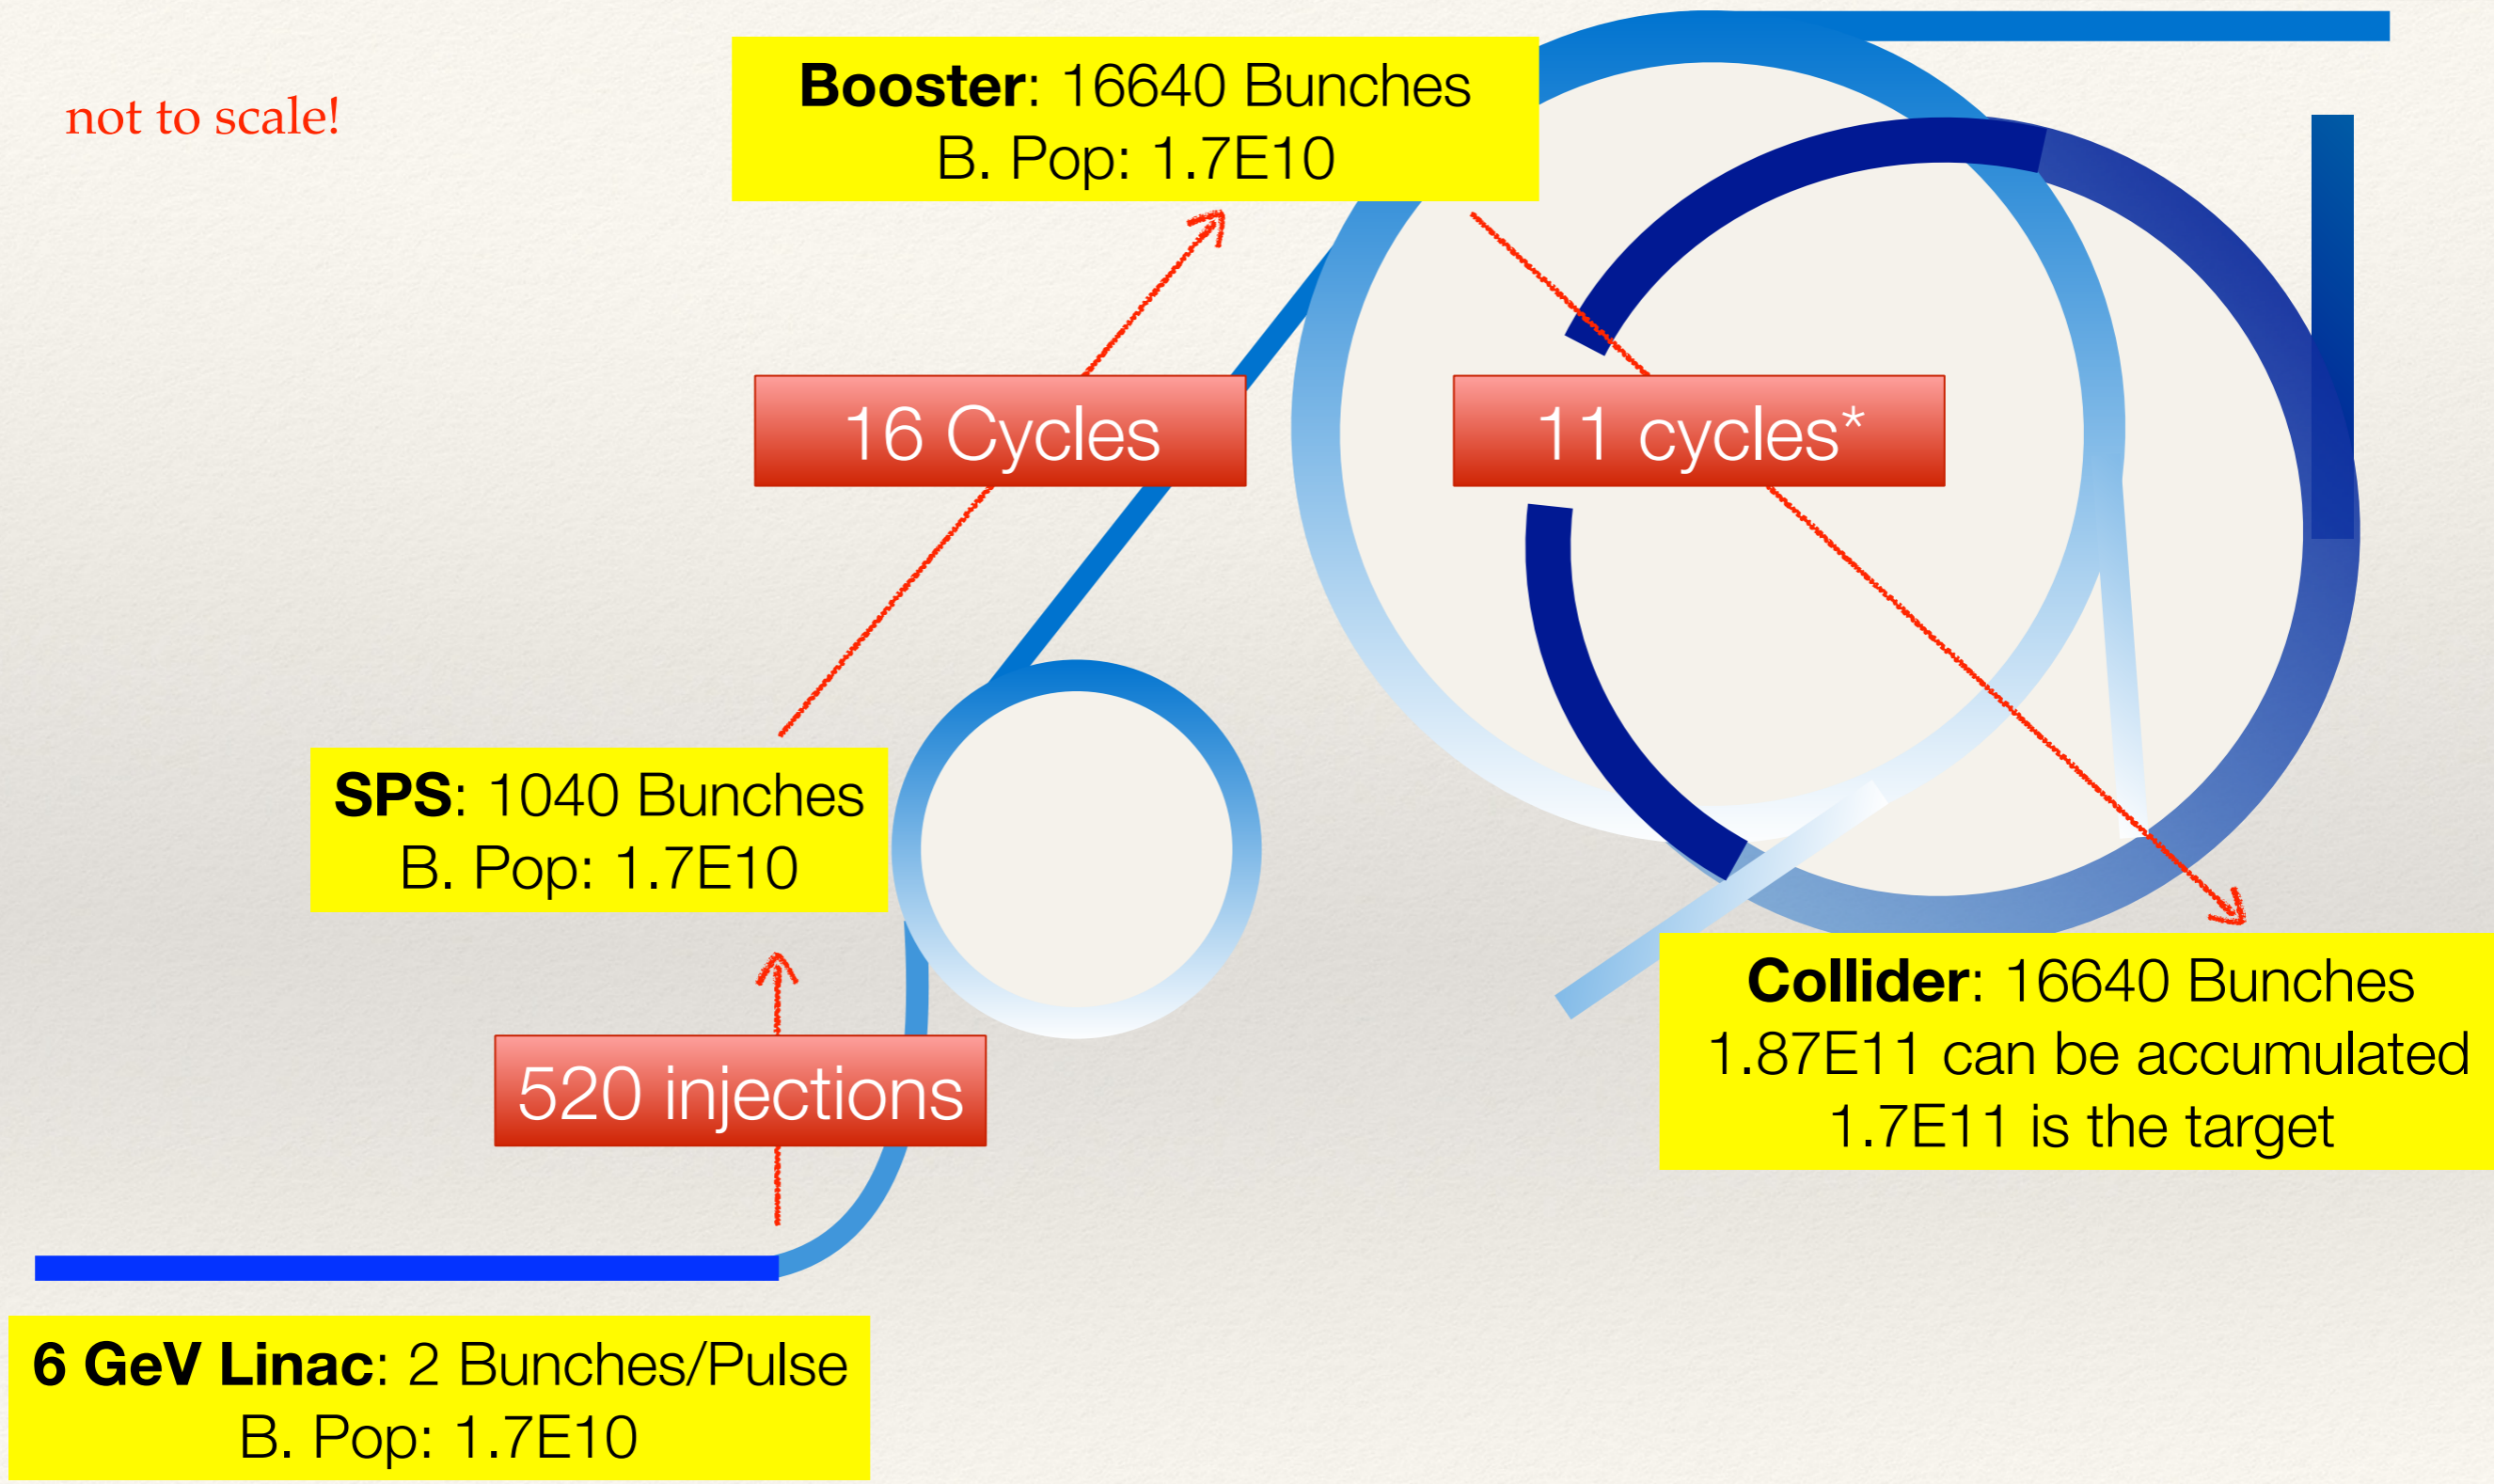 not to scale!
Booster: 16640 Bunches
B. Pop: 1.7E10
16 Cycles
11 cycles*
SPS: 1040 Bunches
B. Pop: 1.7E10
Collider: 16640 Bunches
1.87E11 can be accumulated
1.7E11 is the target
520 injections
6 GeV Linac: 2 Bunches/Pulse
B. Pop: 1.7E10